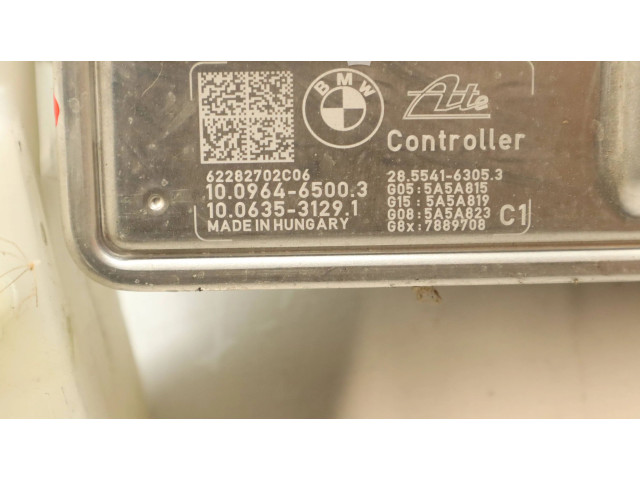 BMW
Ate
Controller
62282702C06
10.0964-6500.3
10.0635-3129.1
MADE IN HUNGARY
28.5541-6305.3
G05:5A5A815
G15 :5A5A819
G08:5A5A823
G8x:7889708
C1